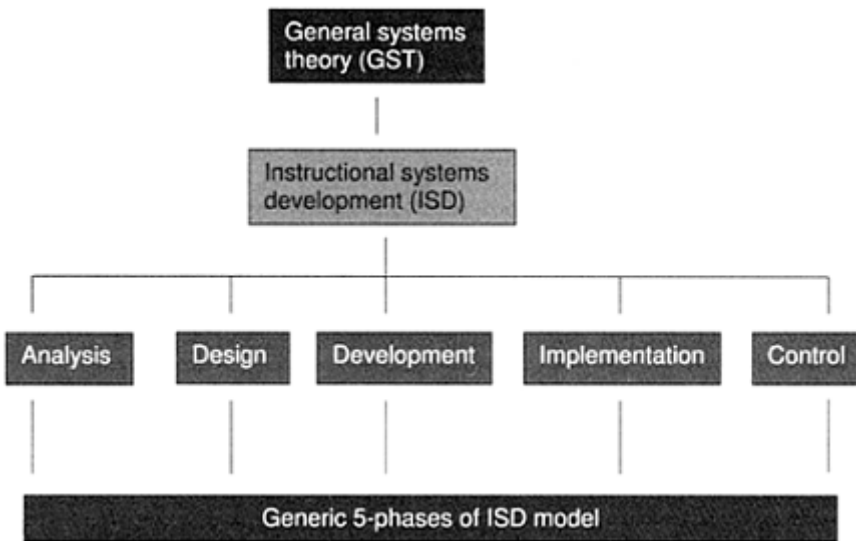 General systems
theory (GST)
Instructional systems
development (ISD)
Analysis
Design
Development
Implementation
Control
Generic 5-phases of ISD model